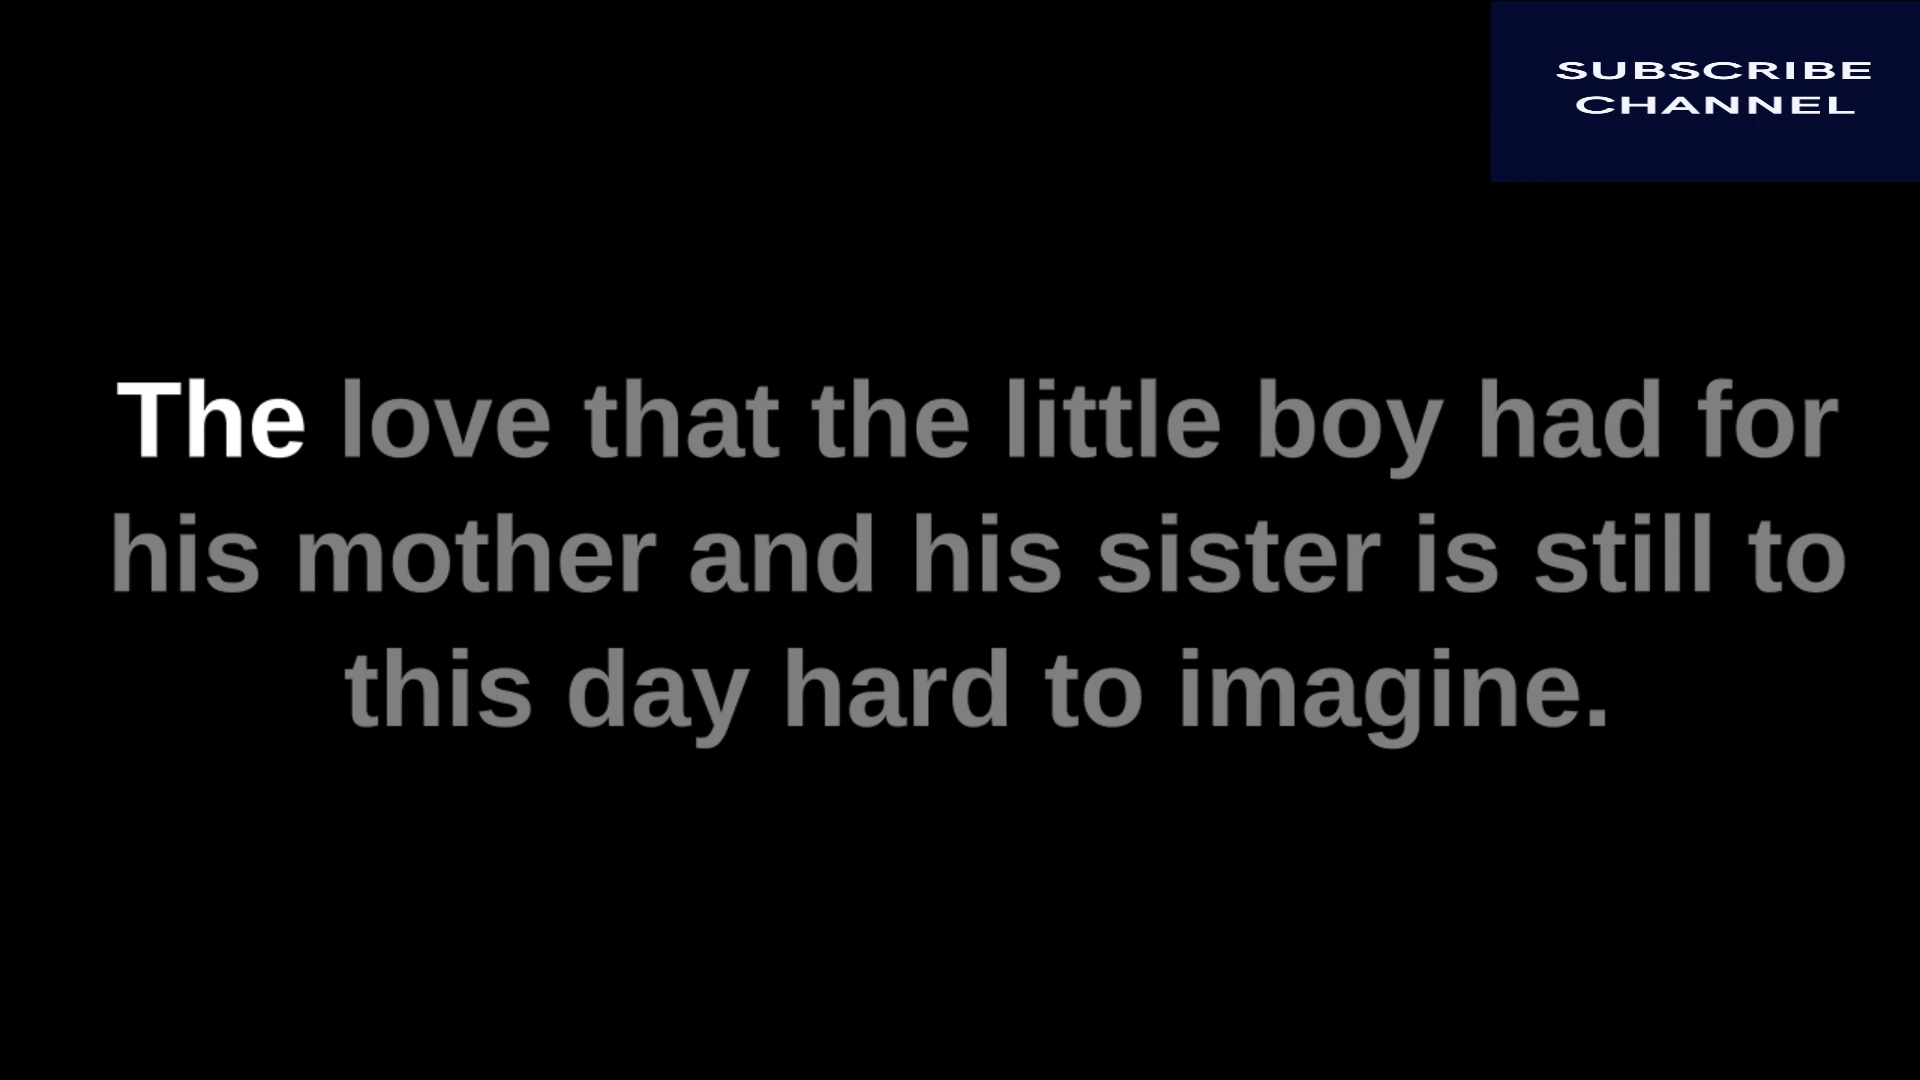 SUBSCRIBE
CHANNEL
The love that the little boy had for
his mother and his sister is still to
this day hard to imagine.